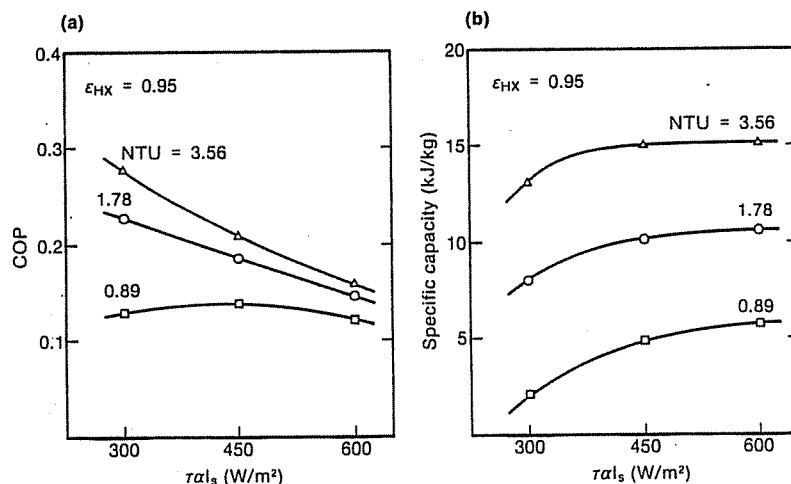 (a)
0.4
ε_HX = 0.95
NTU = 3.56
0.3
1.78
0.2
0.89
0.1
COP
300 450 600
ταI_s (W/m²)
(b)
20
ε_HX = 0.95
NTU = 3.56
15
1.78
10
0.89
5
0
Specific capacity (kJ/kg)
300 450 600
ταI_s (W/m²)